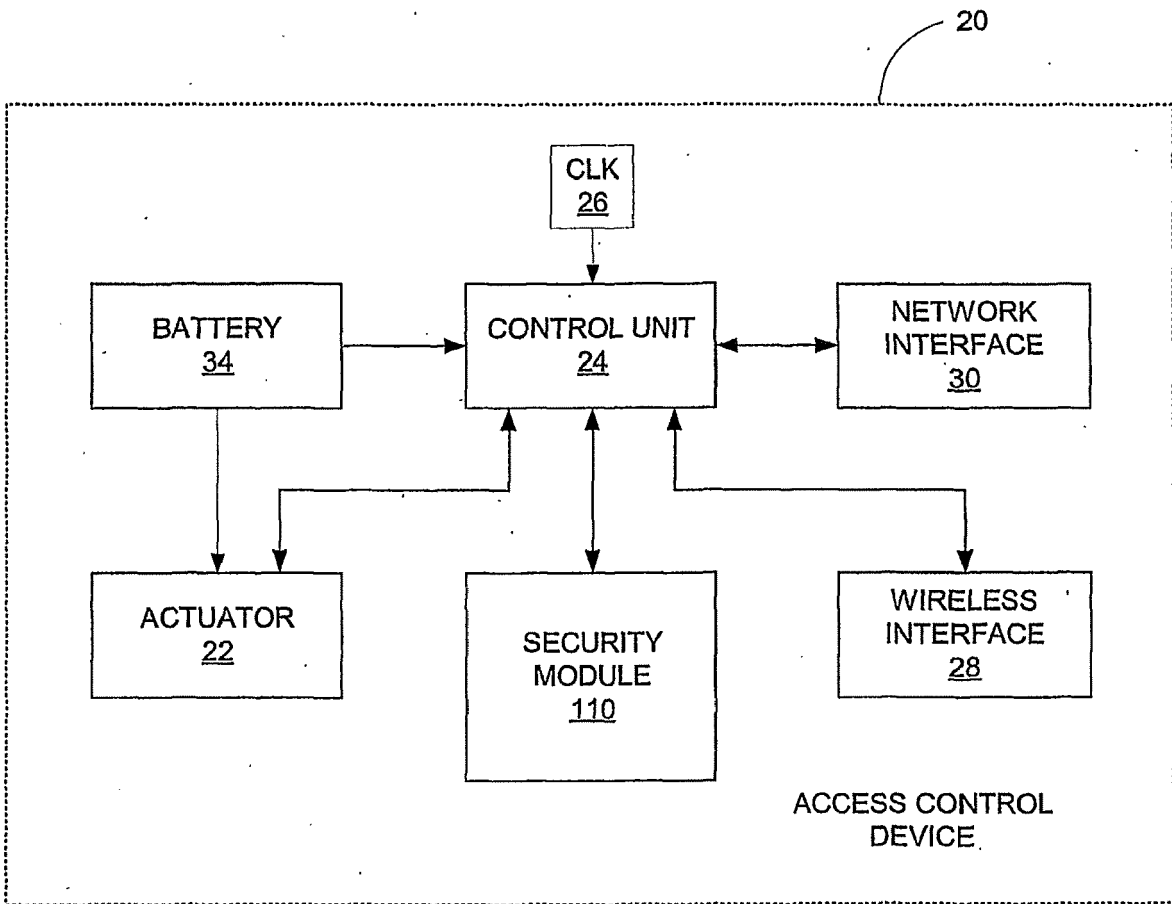 20
CLK
26
BATTERY
34
CONTROL UNIT
24
NETWORK
INTERFACE
30
ACTUATOR
22
SECURITY
MODULE
110
WIRELESS
INTERFACE
28
ACCESS CONTROL
DEVICE